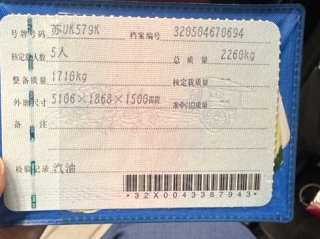 号牌号码 苏UK579K 档案编号 320504670694
核定载人数 5人 总质量 2260kg
整备质量 1710kg 核定载质量 --
外廓尺寸 5106×1868×1500mm 准牵引总质量 --
备注
检验记录 汽油
*32X0043387943*